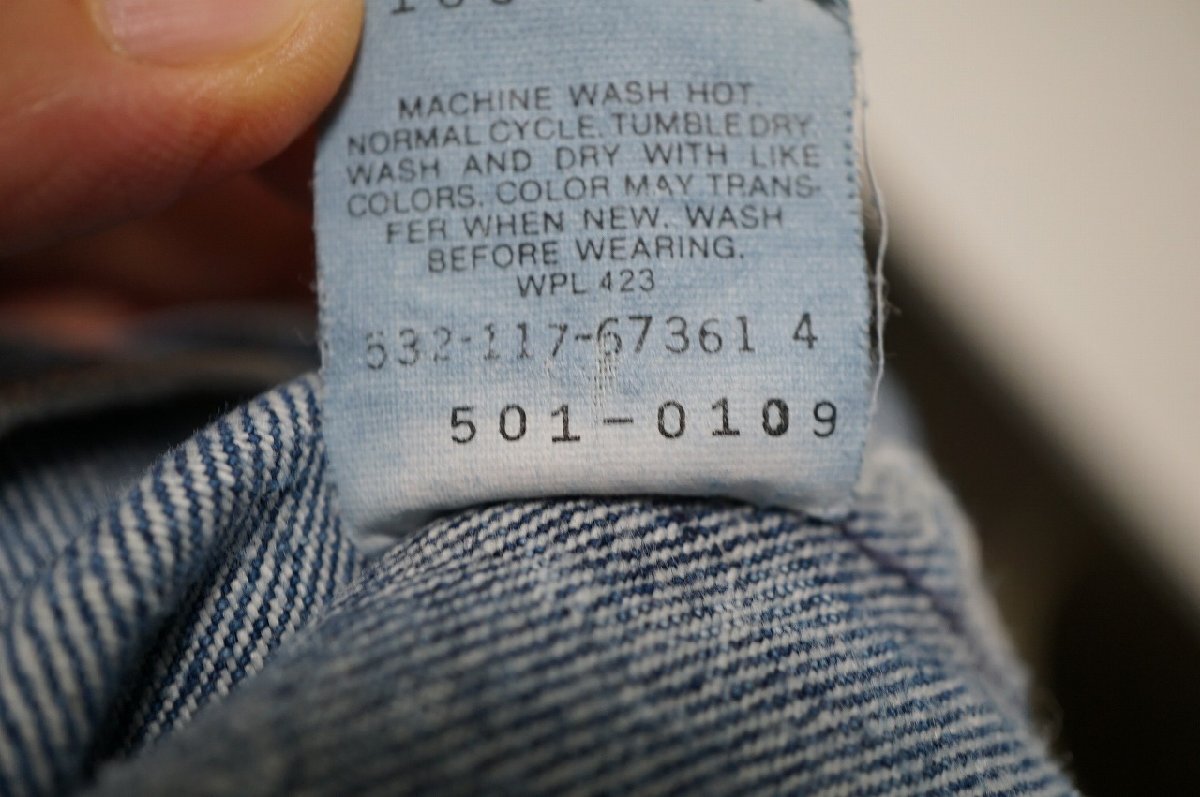 MACHINE WASH HOT.
NORMAL CYCLE. TUMBLE DRY
WASH AND DRY WITH LIKE
COLORS. COLOR MAY TRANS-
FER WHEN NEW. WASH
BEFORE WEARING.
WPL 423
532-117-67361 4
501-0109